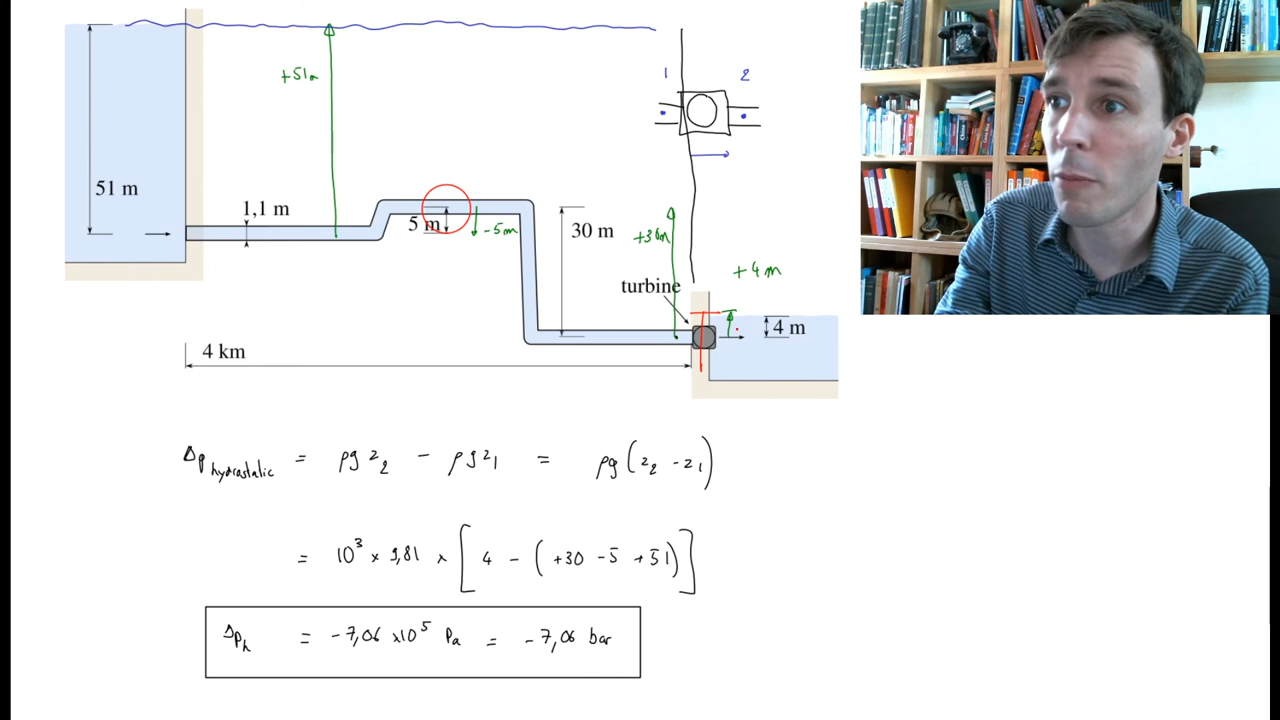 +51m
1 2
51 m
1,1 m
5 m
-5m
30 m
+30m
+4 m
turbine
4 m
4 km
Δp hydrostatic = ρg z₂ - ρg z₁ = ρg (z₂ - z₁)
= 10³ × 9,81 × [ 4 - ( +30 -5 +51) ]
Δpₕ = -7,06 ×10⁵ Pa = -7,06 bar